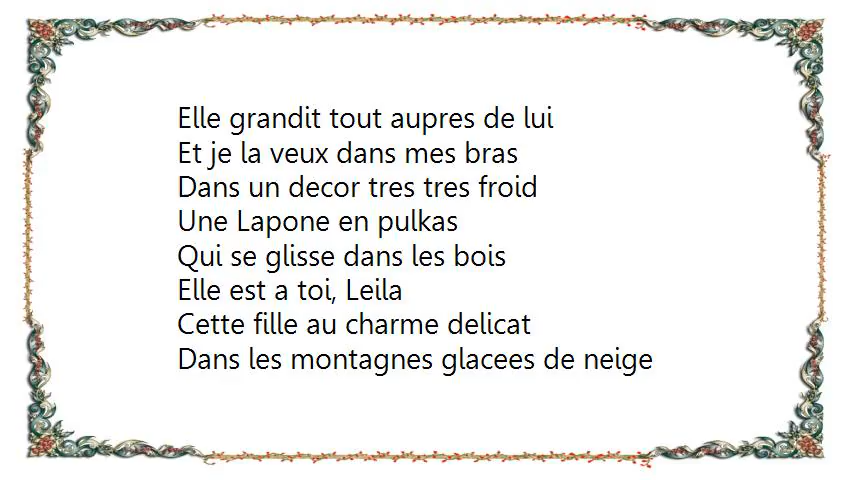 Elle grandit tout aupres de lui
Et je la veux dans mes bras
Dans un decor tres tres froid
Une Lapone en pulkas
Qui se glisse dans les bois
Elle est a toi, Leila
Cette fille au charme delicat
Dans les montagnes glacees de neige